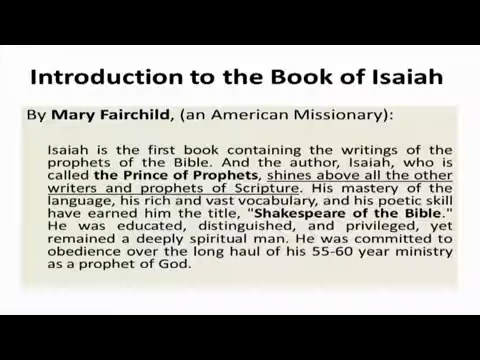 Introduction to the Book of Isaiah
By Mary Fairchild, (an American Missionary):
Isaiah is the first book containing the writings of the
prophets of the Bible. And the author, Isaiah, who is
called the Prince of Prophets, shines above all the other
writers and prophets of Scripture. His mastery of the
language, his rich and vast vocabulary, and his poetic skill
have earned him the title, "Shakespeare of the Bible."
He was educated, distinguished, and privileged, yet
remained a deeply spiritual man. He was committed to
obedience over the long haul of his 55-60 year ministry
as a prophet of God.